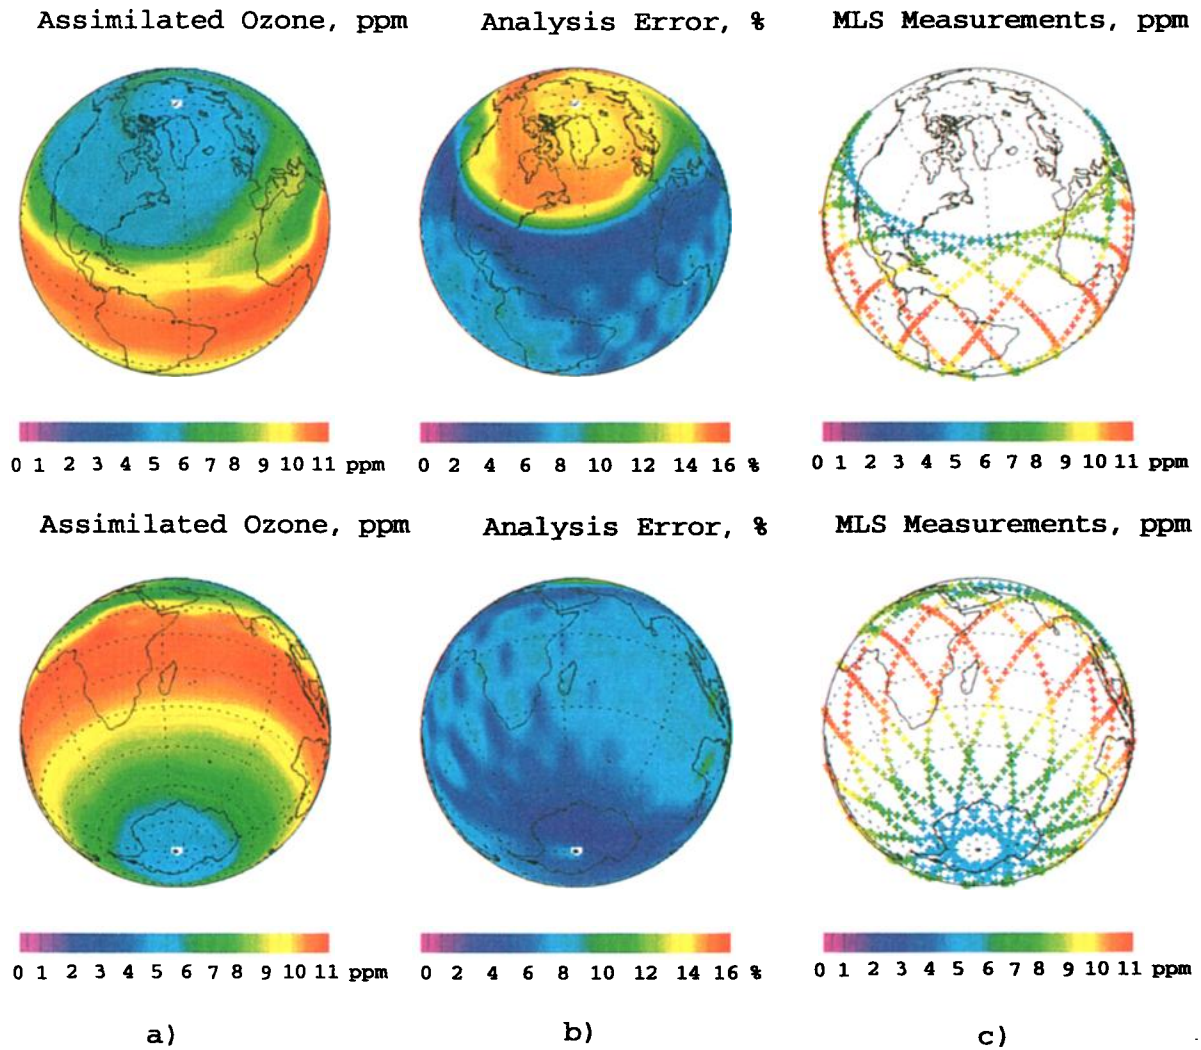 Assimilated Ozone, ppm Analysis Error, % MLS Measurements, ppm
0 1 2 3 4 5 6 7 8 9 10 11 ppm 0 2 4 6 8 10 12 14 16 % 0 1 2 3 4 5 6 7 8 9 10 11 ppm
Assimilated Ozone, ppm Analysis Error, % MLS Measurements, ppm
0 1 2 3 4 5 6 7 8 9 10 11 ppm 0 2 4 6 8 10 12 14 16 % 0 1 2 3 4 5 6 7 8 9 10 11 ppm
a) b) c)